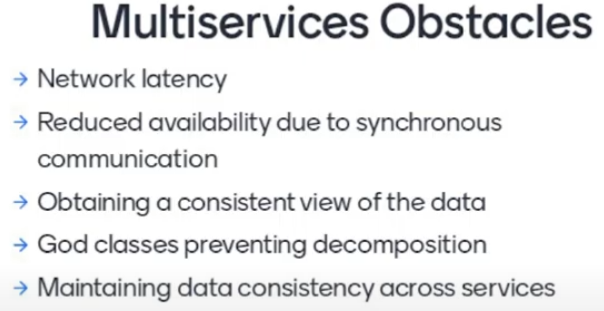 Multiservices Obstacles
→ Network latency
→ Reduced availability due to synchronous
communication
→ Obtaining a consistent view of the data
→ God classes preventing decomposition
→ Maintaining data consistency across services